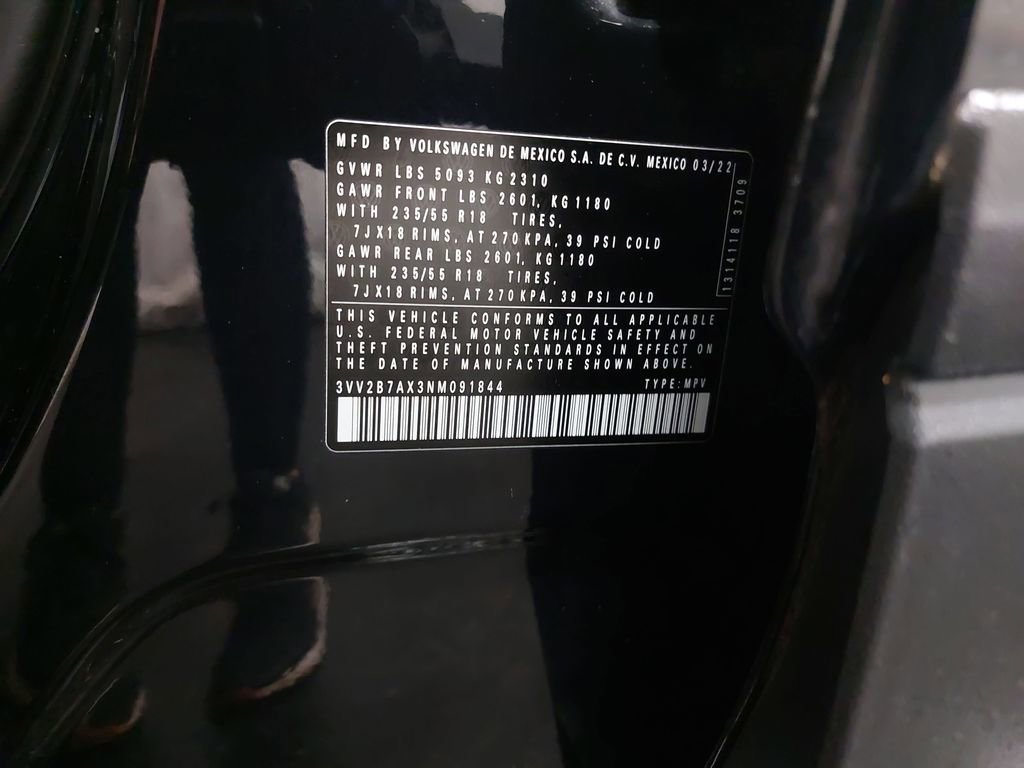 MFD BY VOLKSWAGEN DE MEXICO S.A. DE C.V. MEXICO 03/22
GVWR LBS 5093 KG 2310
GAWR FRONT LBS 2601, KG 1180
WITH 235/55 R18 TIRES,
7JX18 RIMS, AT 270 KPA, 39 PSI COLD
GAWR REAR LBS 2601, KG 1180
WITH 235/55 R18 TIRES,
7JX18 RIMS, AT 270 KPA, 39 PSI COLD
1314118 3709
THIS VEHICLE CONFORMS TO ALL APPLICABLE
U.S. FEDERAL MOTOR VEHICLE SAFETY AND
THEFT PREVENTION STANDARDS IN EFFECT ON
THE DATE OF MANUFACTURE SHOWN ABOVE.
3VV2B7AX3NM091844 TYPE: MPV